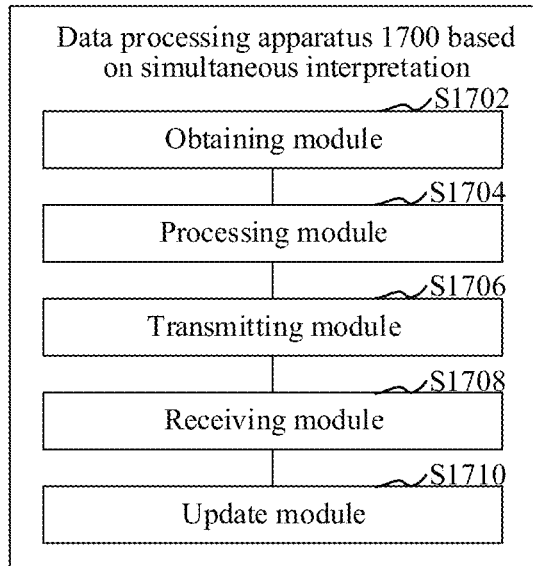 Data processing apparatus 1700 based
on simultaneous interpretation
S1702
Obtaining module
S1704
Processing module
S1706
Transmitting module
S1708
Receiving module
S1710
Update module